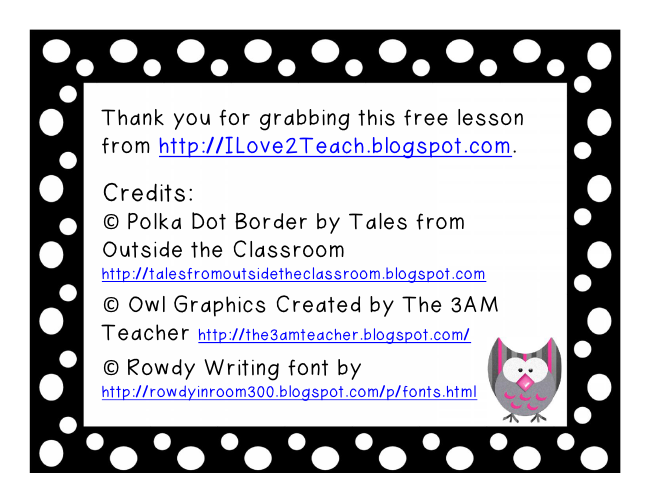 Thank you for grabbing this free lesson
from http://ILove2Teach.blogspot.com.
Credits:
© Polka Dot Border by Tales from
Outside the Classroom
http://talesfromoutsidetheclassroom.blogspot.com
© Owl Graphics Created by The 3AM
Teacher http://the3amteacher.blogspot.com/
© Rowdy Writing font by
http://rowdyinroom300.blogspot.com/p/fonts.html